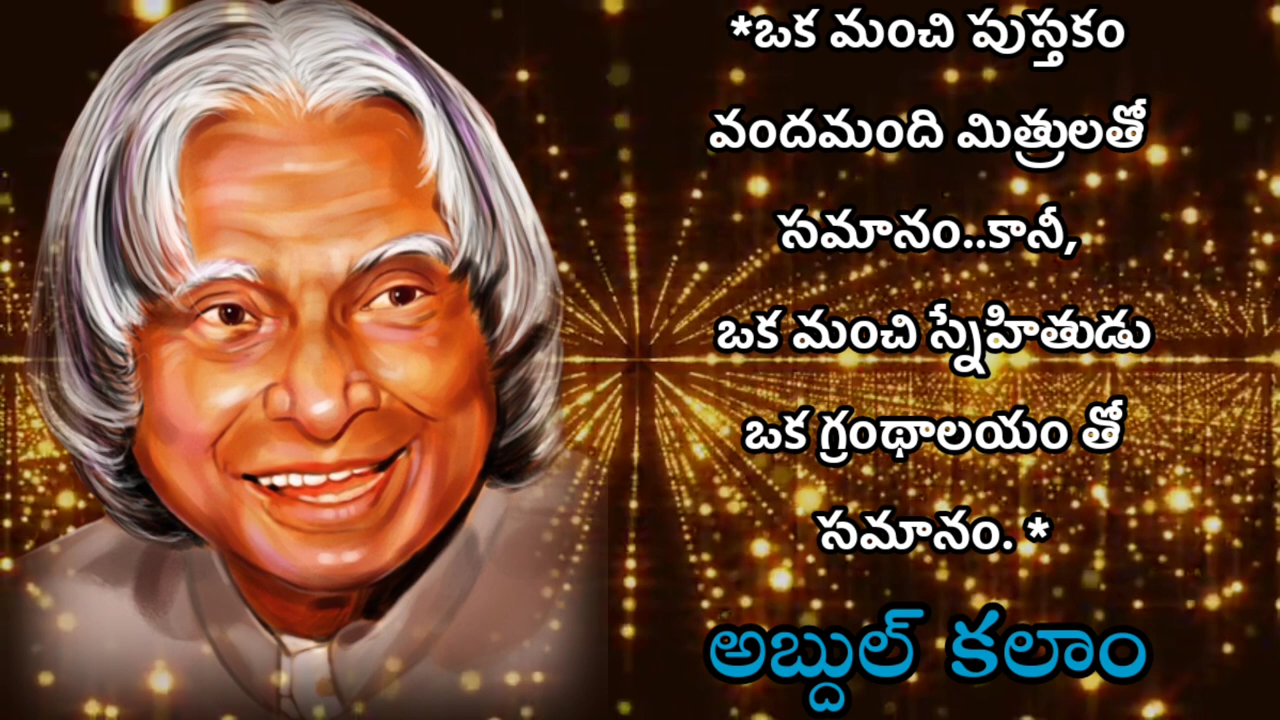 *ఒక మంచి పుస్తకం
వందమంది మిత్రులతో
సమానం..కానీ,
ఒక మంచి స్నేహితుడు
ఒక గ్రంథాలయం తో
సమానం. *
అబ్దుల్ కలాం